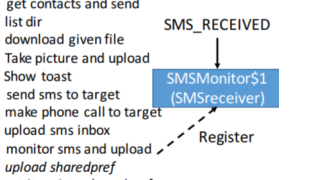 get contacts and send
list dir
download given file
Take picture and upload
Show toast
send sms to target
make phone call to target
upload sms inbox
monitor sms and upload
upload sharedpref
SMS_RECEIVED
SMSMonitor$1
(SMSreceiver)
Register